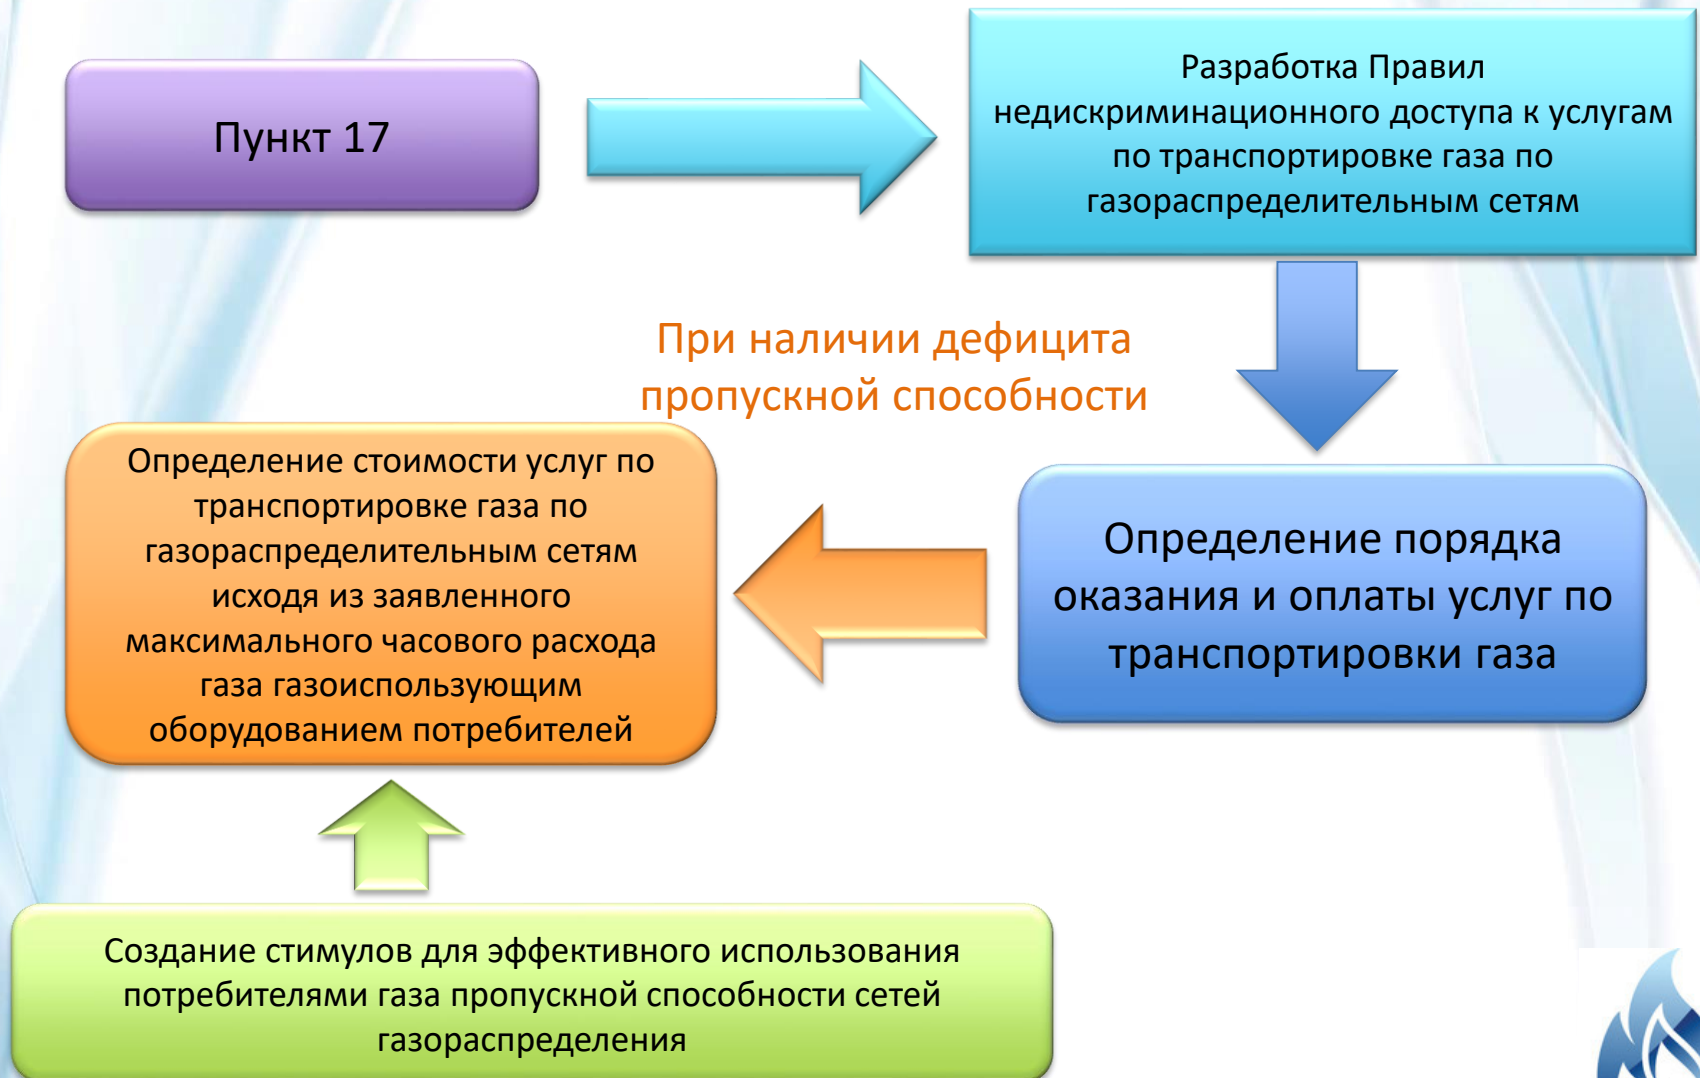 Пункт 17
Разработка Правил
недискриминационного доступа к услугам
по транспортировке газа по
газораспределительным сетям
При наличии дефицита
пропускной способности
Определение порядка
оказания и оплаты услуг по
транспортировки газа
Определение стоимости услуг по
транспортировке газа по
газораспределительным сетям
исходя из заявленного
максимального часового расхода
газа газоиспользующим
оборудованием потребителей
Создание стимулов для эффективного использования
потребителями газа пропускной способности сетей
газораспределения